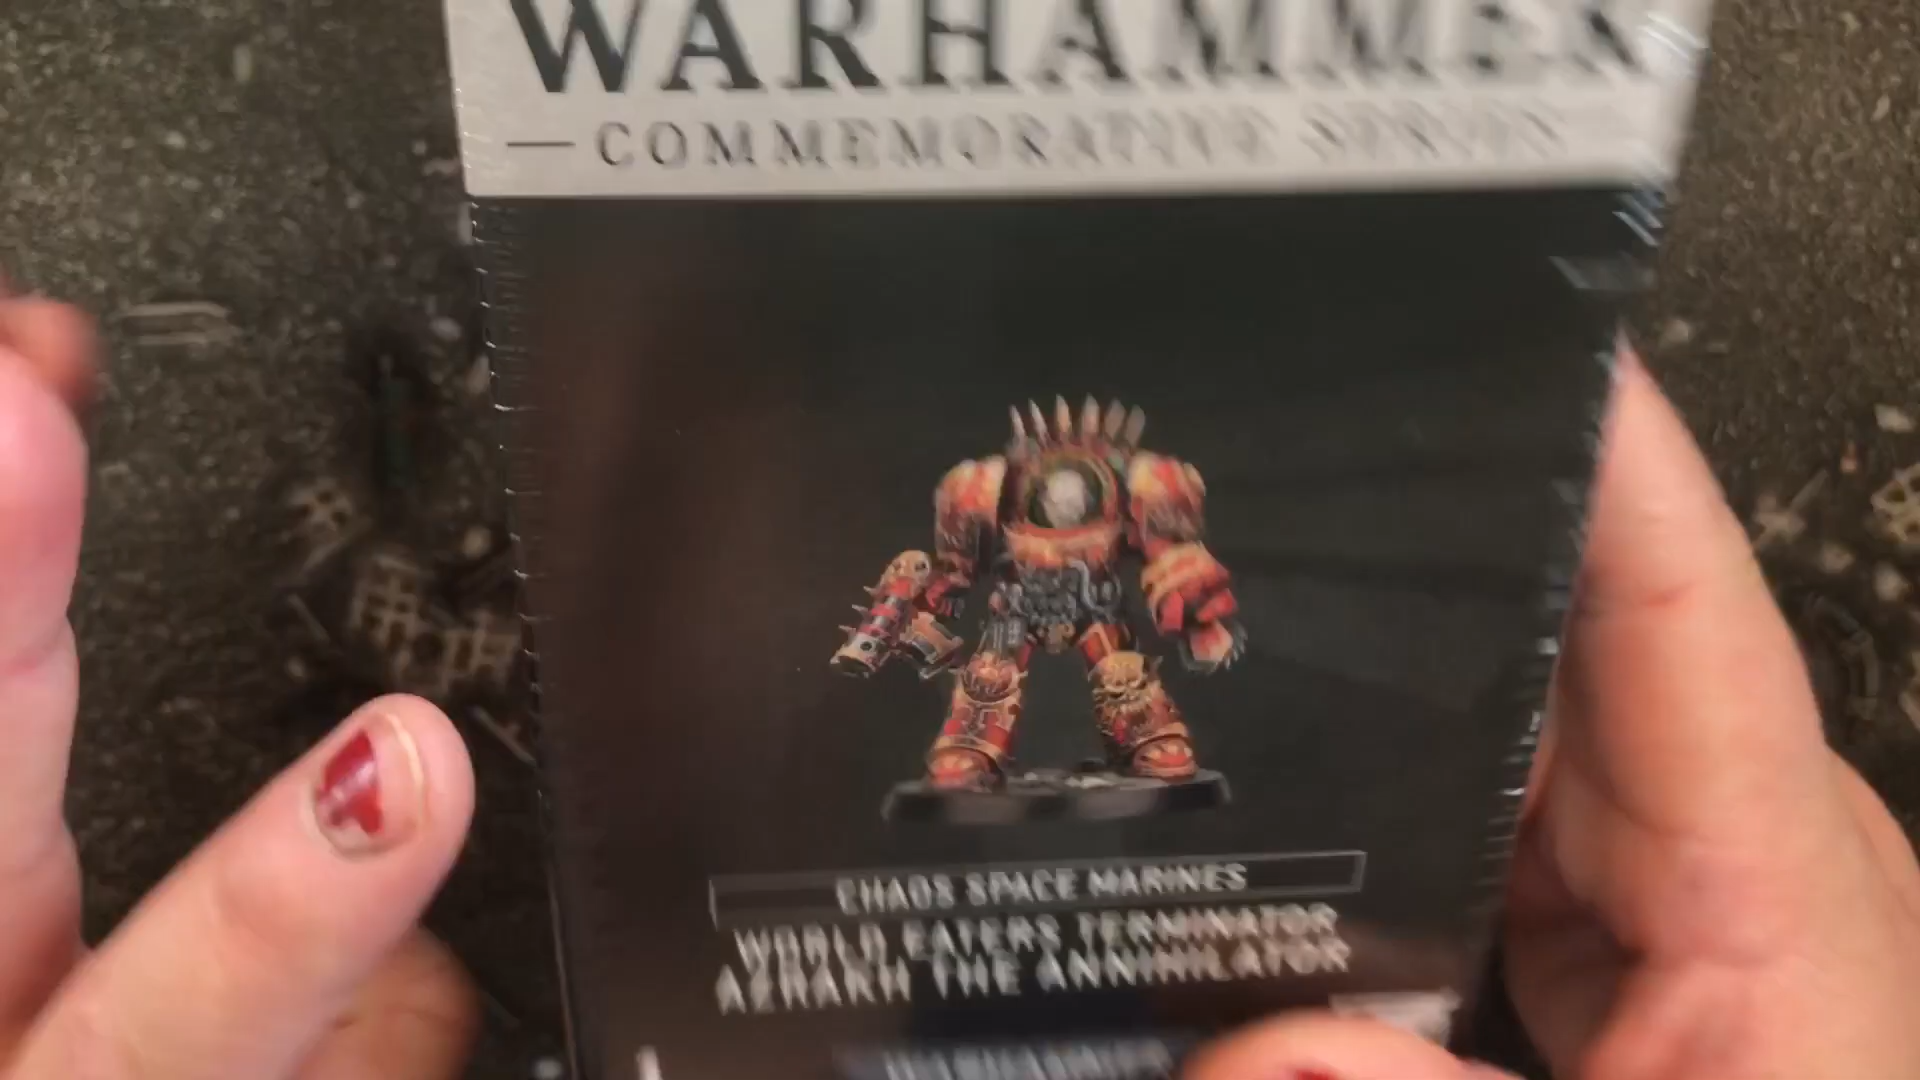 WARHAMMER
— COMMEMORATIVE SERIES
CHAOS SPACE MARINES
WORLD EATERS TERMINATOR
AZRAKH THE ANNIHILATOR